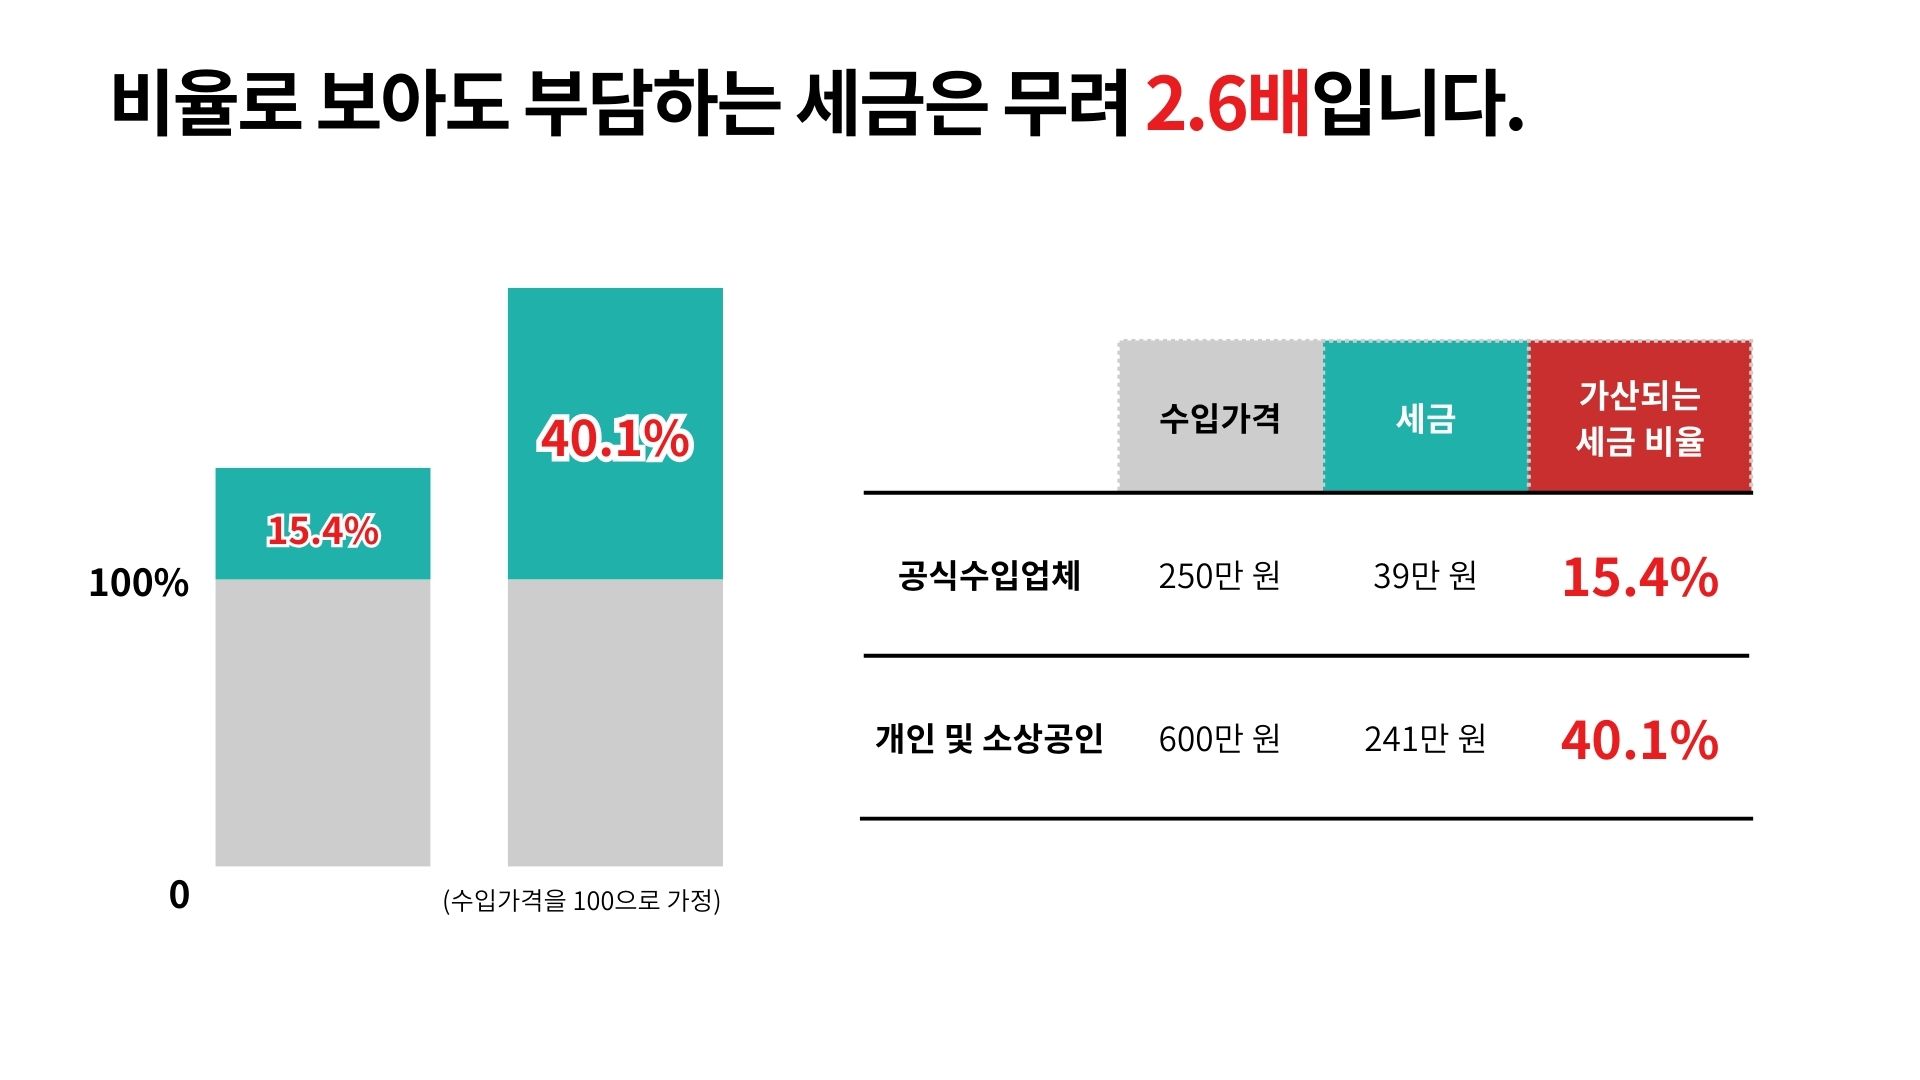 비율로 보아도 부담하는 세금은 무려 2.6배입니다.
40.1%
15.4%
100%
0
(수입가격을 100으로 가정)
수입가격 세금 가산되는
세금 비율
공식수입업체 250만 원 39만 원 15.4%
개인 및 소상공인 600만 원 241만 원 40.1%